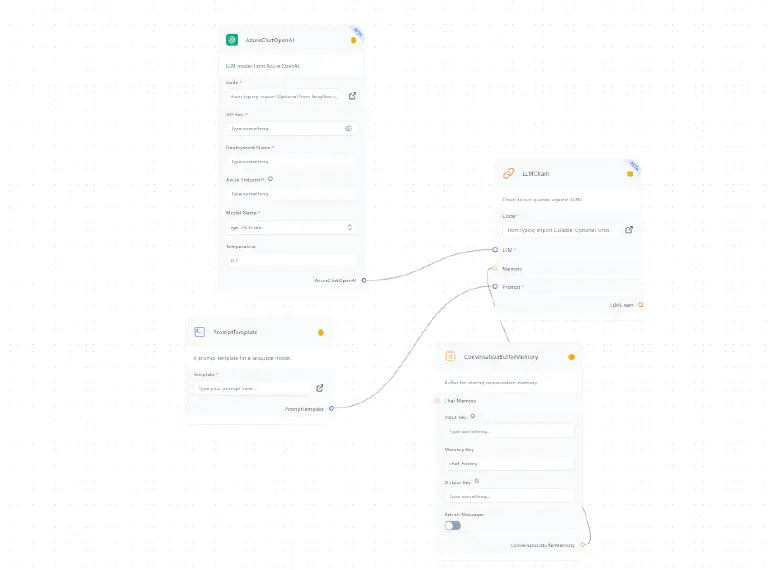 AzureChatOpenAI
BETA
LLM model from Azure OpenAI.
Code *
from typing import Optional from langflow i...
API Key *
Type something...
Deployment Name *
Type something...
Azure Endpoint *
Type something...
Model Name *
Temperature
0.7
AzureChatOpenAI
LLMChain
BETA
Chain to run queries against LLMs
Code *
from typing import Callable, Optional, Unio...
LLM *
Memory
Prompt *
LLMChain
PromptTemplate
A prompt template for a language model.
Template *
Type your prompt here...
PromptTemplate
ConversationBufferMemory
Buffer for storing conversation memory.
Chat Memory
Input Key
Type something...
Memory Key
chat_history
Output Key
Type something...
Return Messages
ConversationBufferMemory